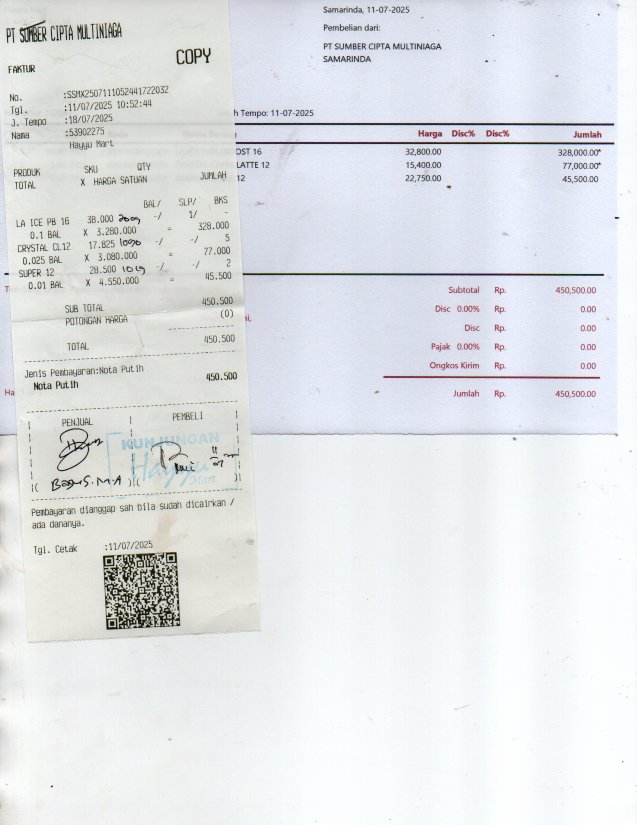 PT SUMBER CIPTA MULTINIAGA
COPY
FAKTUR
No. :SSMX2507111052441722032
Tgl. :11/07/2025 10:52:44
J. Tempo :18/07/2025
Nama :53902275
Hayyu Mart
PRODUK SKU QTY
TOTAL X HARGA SATUAN JUMLAH
BAL/ SLP/ BKS
LA ICE PB 16 38.000 -/ 1/ -
0.1 BAL X 3.280.000 = 328.000
CRYSTAL CL12 17.825 -/ -/ 5
0.025 BAL X 3.080.000 = 77.000
SUPER 12 28.500 -/ -/ 2
0.01 BAL X 4.550.000 = 45.500
SUB TOTAL 450.500
POTONGAN HARGA (0)
TOTAL 450.500
Jenis Pembayaran:Nota Putih
Nota Putih 450.500
PENJUAL PEMBELI
KUNJUNGAN
Hayyu
Mart
Pembayaran dianggap sah bila sudah dicairkan /
ada dananya.
Tgl. Cetak :11/07/2025
Samarinda, 11-07-2025
Pembelian dari:
PT SUMBER CIPTA MULTINIAGA
SAMARINDA
Tempo: 11-07-2025
Harga Disc% Disc% Jumlah
OST 16 32,800.00 328,000.00*
LATTE 12 15,400.00 77,000.00*
12 22,750.00 45,500.00
Subtotal Rp. 450,500.00
Disc 0.00% Rp. 0.00
Disc Rp. 0.00
Pajak 0.00% Rp. 0.00
Ongkos Kirim Rp. 0.00
Jumlah Rp. 450,500.00